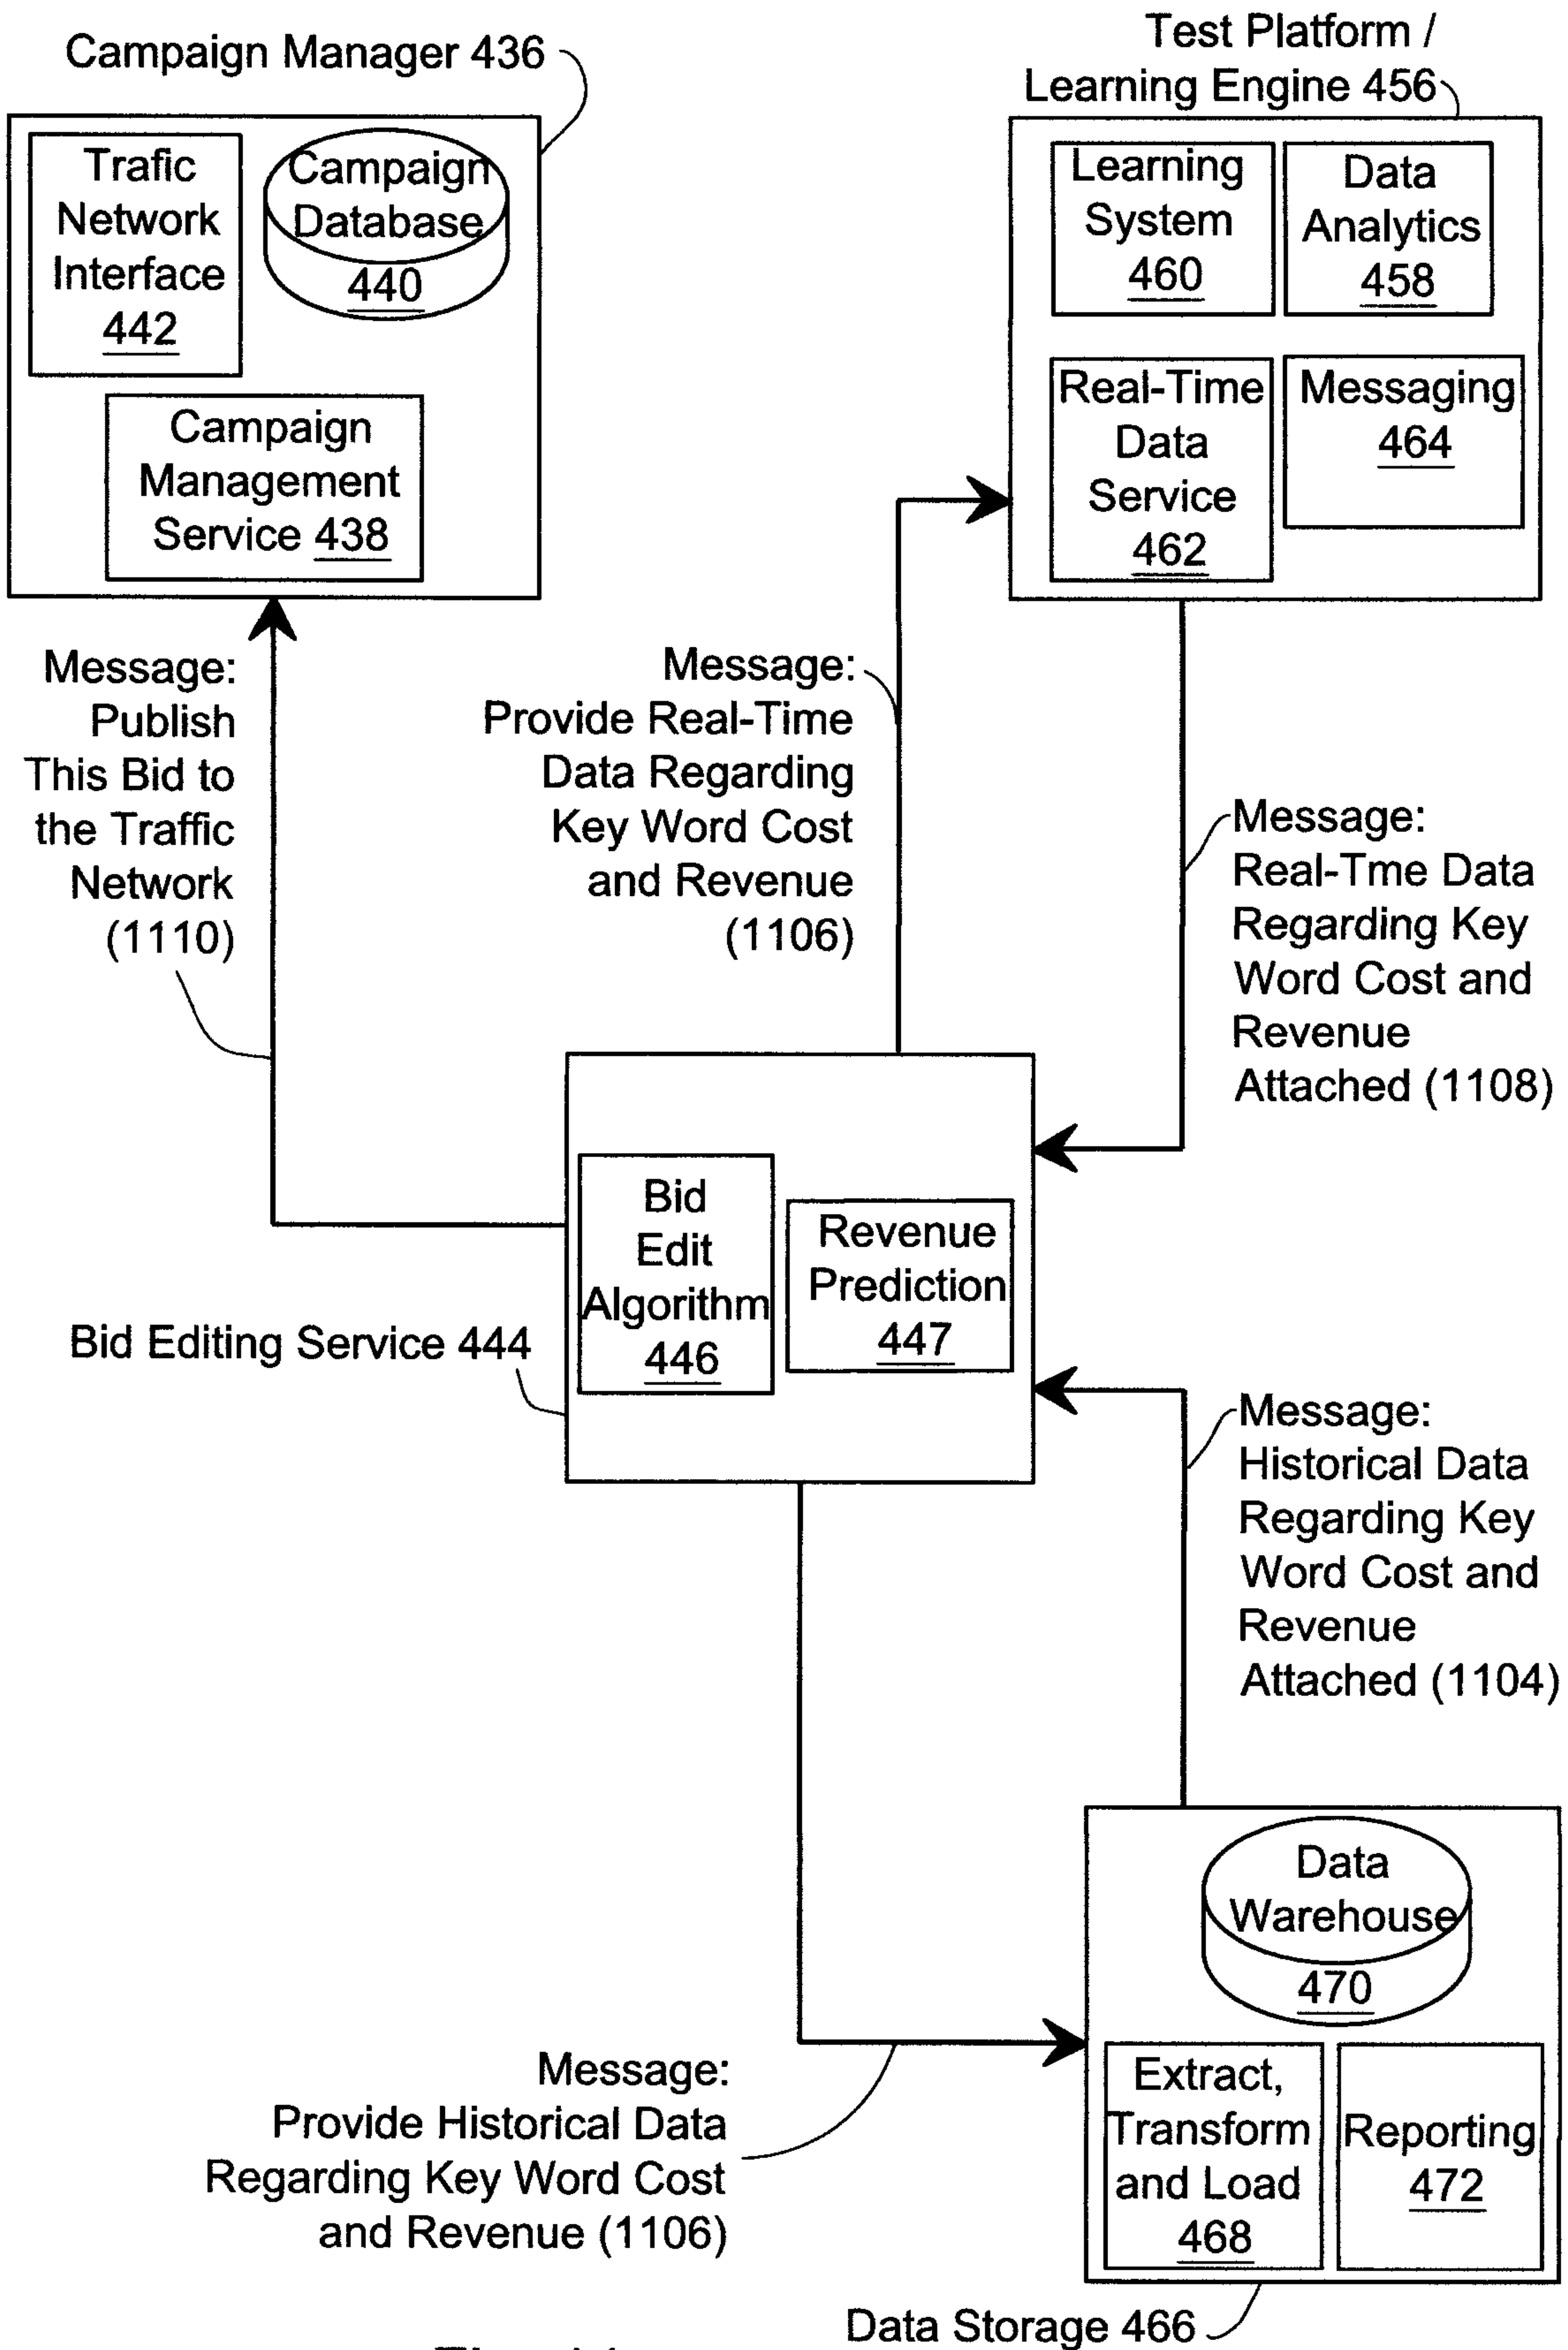 Campaign Manager 436
Trafic
Network
Interface
442
Campaign
Database
440
Campaign
Management
Service 438
Test Platform /
Learning Engine 456
Learning
System
460
Data
Analytics
458
Real-Time
Data
Service
462
Messaging
464
Message:
Publish
This Bid to
the Traffic
Network
(1110)
Message:
Provide Real-Time
Data Regarding
Key Word Cost
and Revenue
(1106)
Message:
Real-Tme Data
Regarding Key
Word Cost and
Revenue
Attached (1108)
Bid
Edit
Algorithm
446
Revenue
Prediction
447
Bid Editing Service 444
Message:
Historical Data
Regarding Key
Word Cost and
Revenue
Attached (1104)
Message:
Provide Historical Data
Regarding Key Word Cost
and Revenue (1106)
Data
Warehouse
470
Extract,
Transform
and Load
468
Reporting
472
Data Storage 466